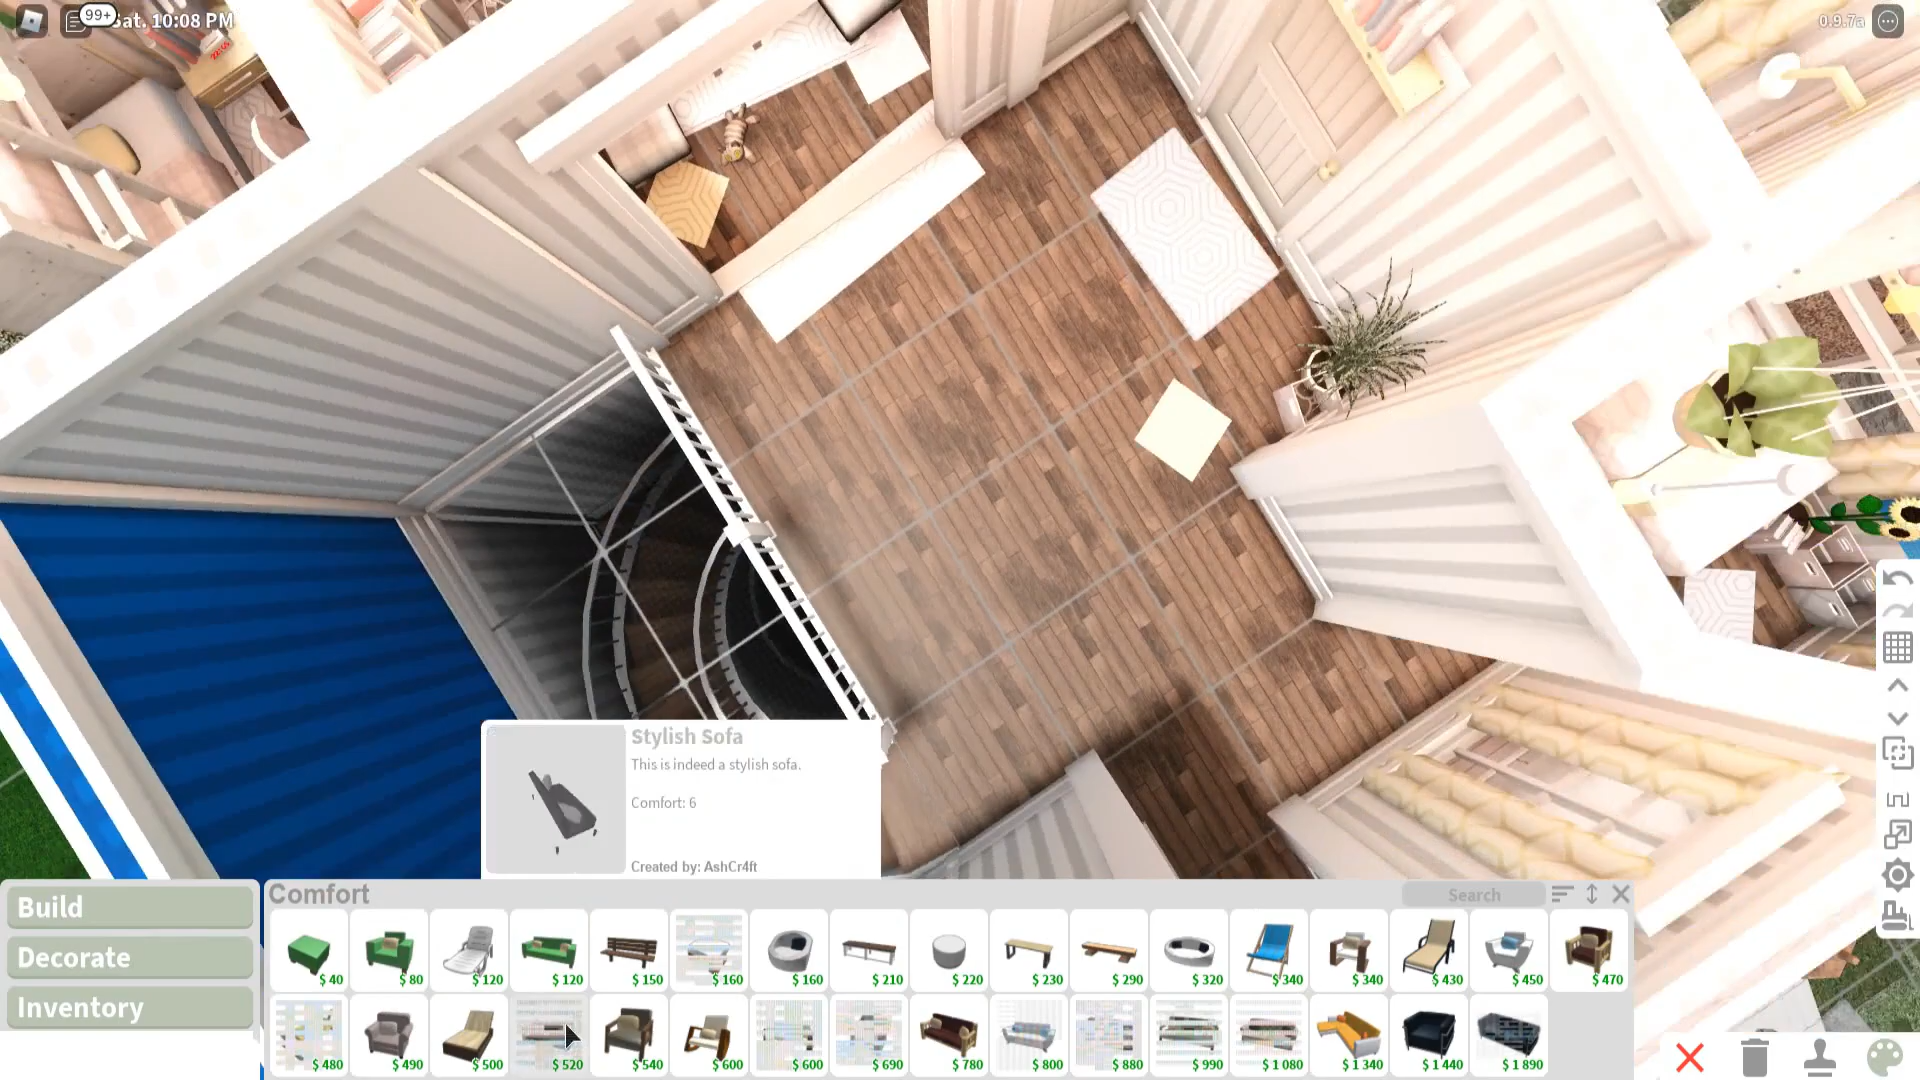 99+
Sat. 10:08 PM
0.9.7a
Stylish Sofa
This is indeed a stylish sofa.
Comfort: 6
Created by: AshCr4ft
Build
Decorate
Inventory
Comfort
Search
$ 40
$ 80
$ 120
$ 120
$ 150
$ 160
$ 160
$ 210
$ 220
$ 230
$ 290
$ 320
$ 340
$ 340
$ 430
$ 450
$ 470
$ 480
$ 490
$ 500
$ 520
$ 540
$ 600
$ 600
$ 690
$ 780
$ 800
$ 880
$ 990
$ 1 080
$ 1 340
$ 1 440
$ 1 890